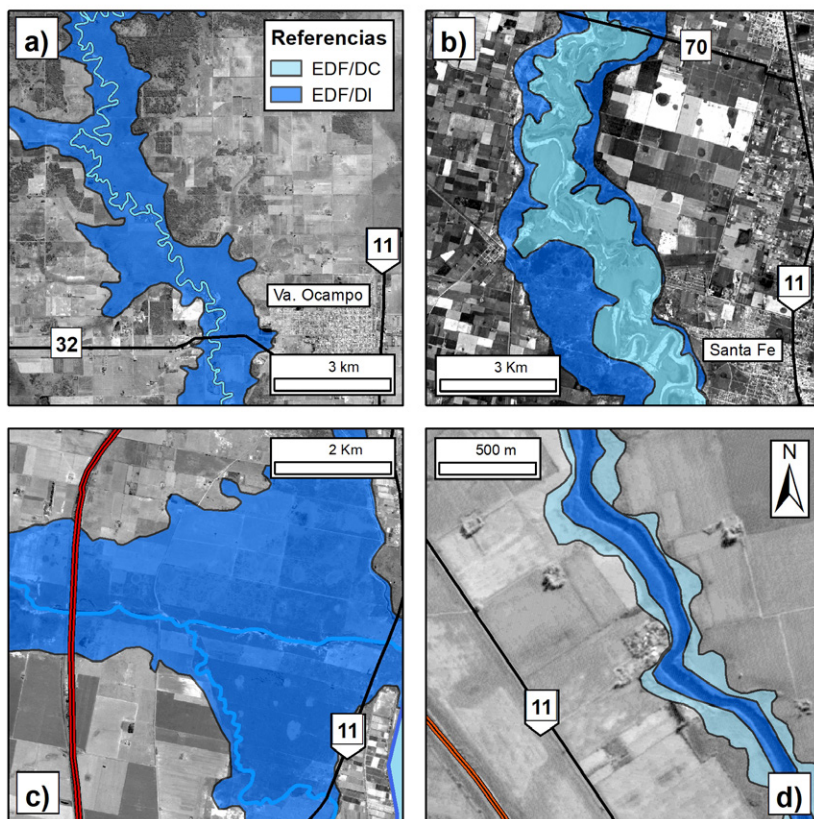 a)
Referencias
EDF/DC
EDF/DI
11
Va. Ocampo
32
3 km
b)
70
11
Santa Fe
3 Km
2 Km
11
c)
500 m
N
11
d)